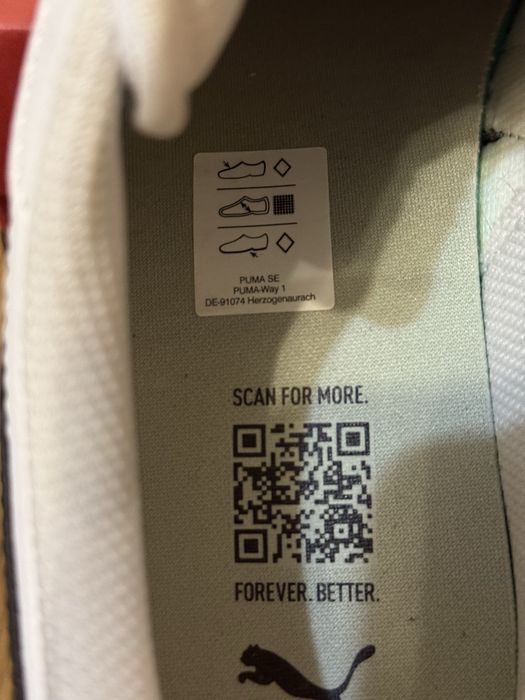 PUMA SE
PUMA-Way 1
DE-91074 Herzogenaurach
SCAN FOR MORE.
FOREVER. BETTER.